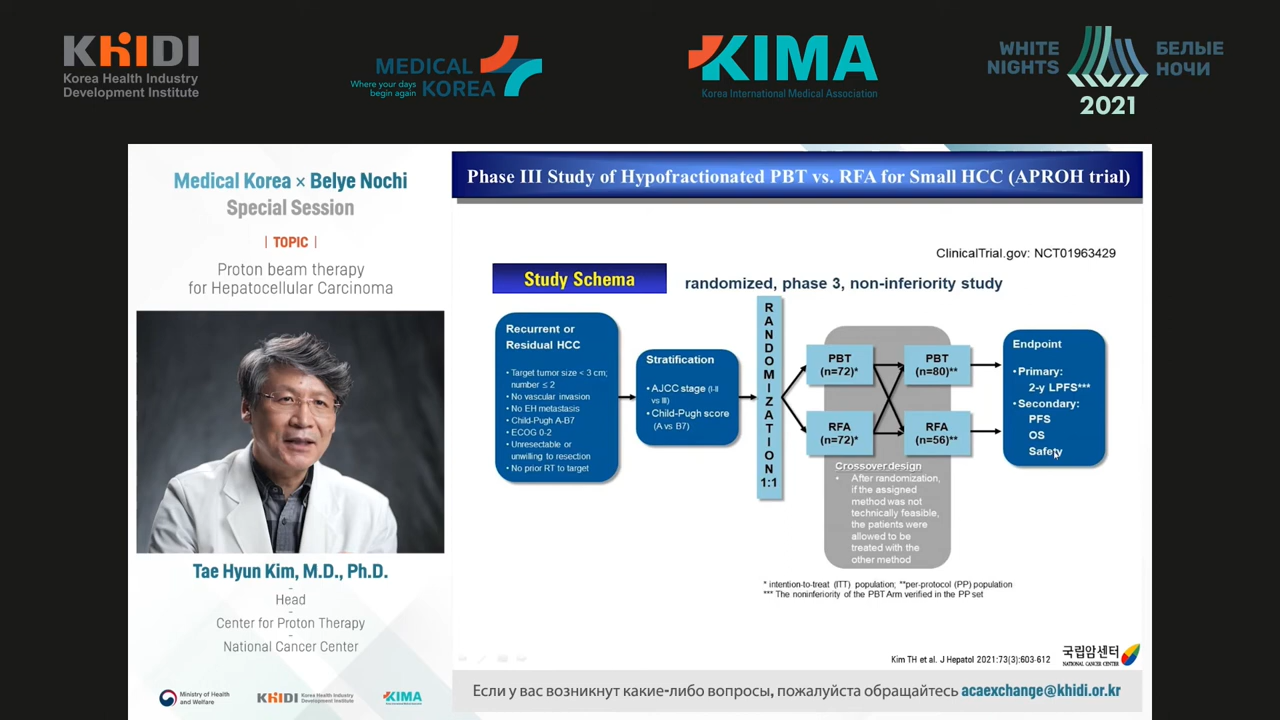 KHIDI
Korea Health Industry
Development Institute
MEDICAL
Where your days
begin again
KOREA
KIMA
Korea International Medical Association
WHITE
NIGHTS
БЕЛЫЕ
НОЧИ
2021
Medical Korea × Belye Nochi
Special Session
| TOPIC |
Proton beam therapy
for Hepatocellular Carcinoma
Tae Hyun Kim, M.D., Ph.D.
Head
Center for Proton Therapy
National Cancer Center
Ministry of Health
and Welfare
KHIDI
Korea Health Industry
Development Institute
KIMA
Phase III Study of Hypofractionated PBT vs. RFA for Small HCC (APROH trial)
ClinicalTrial.gov: NCT01963429
Study Schema
randomized, phase 3, non-inferiority study
Recurrent or
Residual HCC
• Target tumor size < 3 cm;
number ≤ 2
• No vascular invasion
• No EH metastasis
• Child-Pugh A-B7
• ECOG 0-2
• Unresectable or
unwilling to resection
• No prior RT to target
Stratification
• AJCC stage (I-II
vs III)
• Child-Pugh score
(A vs B7)
RANDOMIZATION
1:1
PBT
(n=72)*
RFA
(n=72)*
PBT
(n=80)**
RFA
(n=56)**
Crossover design
• After randomization,
if the assigned
method was not
technically feasible,
the patients were
allowed to be
treated with the
other method
Endpoint
• Primary:
2-y LPFS***
• Secondary:
PFS
OS
Safety
* intention-to-treat (ITT) population; **per-protocol (PP) population
*** The noninferiority of the PBT Arm verified in the PP set
Kim TH et al. J Hepatol 2021:73(3):603-612
국립암센터
NATIONAL CANCER CENTER
Если у вас возникнут какие-либо вопросы, пожалуйста обращайтесь acaexchange@khidi.or.kr